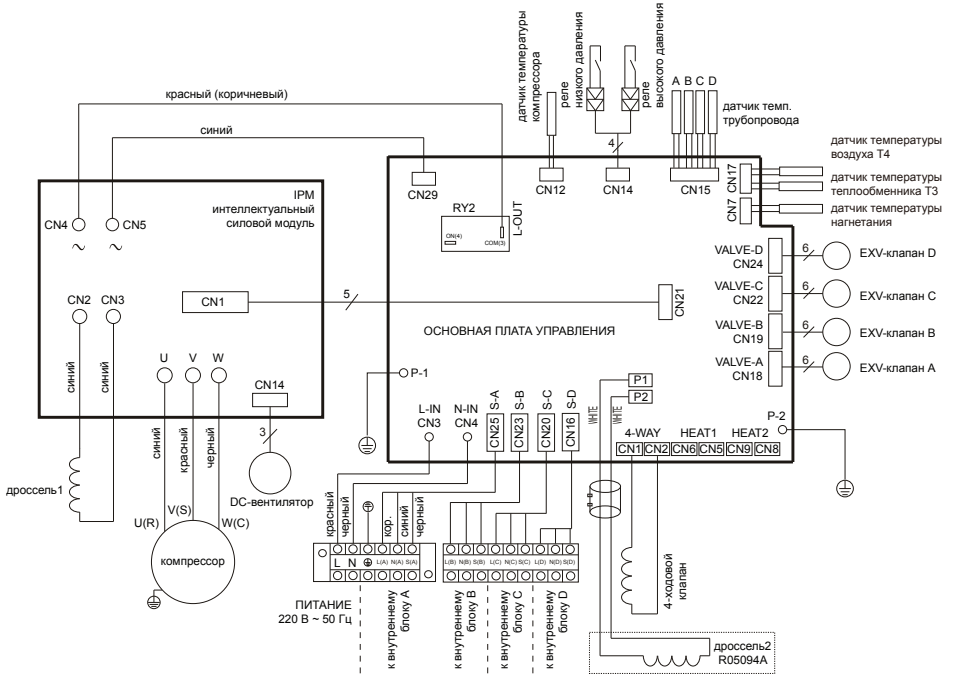 красный (коричневый)
синий
IPM
интеллектуальный
силовой модуль
CN4
CN5
~
~
CN2
CN3
CN1
синий
синий
U
V
W
CN14
3
DC-вентилятор
дроссель1
синий
красный
черный
U(R)
V(S)
W(C)
компрессор
5
датчик температуры
компрессора
реле
низкого давления
реле
высокого давления
4
A B C D
датчик темп.
трубопровода
датчик температуры
воздуха Т4
датчик температуры
теплообменника Т3
датчик температуры
нагнетания
CN29
RY2
ON(4)
COM(3)
L-OUT
CN12
CN14
CN15
CN17
CN7
VALVE-D
CN24
6
EXV-клапан D
VALVE-C
CN22
6
EXV-клапан C
VALVE-B
CN19
6
EXV-клапан B
VALVE-A
CN18
6
EXV-клапан A
CN21
ОСНОВНАЯ ПЛАТА УПРАВЛЕНИЯ
P-1
L-IN
CN3
N-IN
CN4
S-A
CN25
S-B
CN23
S-C
CN20
S-D
CN16
P1
P2
WHITE
WHITE
P-2
4-WAY
HEAT1
HEAT2
CN1 CN2 CN6 CN5 CN9 CN8
красный
черный
кор.
синий
черный
L N L(A) N(A) S(A)
L(B) N(B) S(B) L(C) N(C) S(C) L(D) N(D) S(D)
ПИТАНИЕ
220 В ~ 50 Гц
к внутреннему
блоку A
к внутреннему
блоку B
к внутреннему
блоку C
к внутреннему
блоку D
4-ходовой
клапан
дроссель2
R05094A